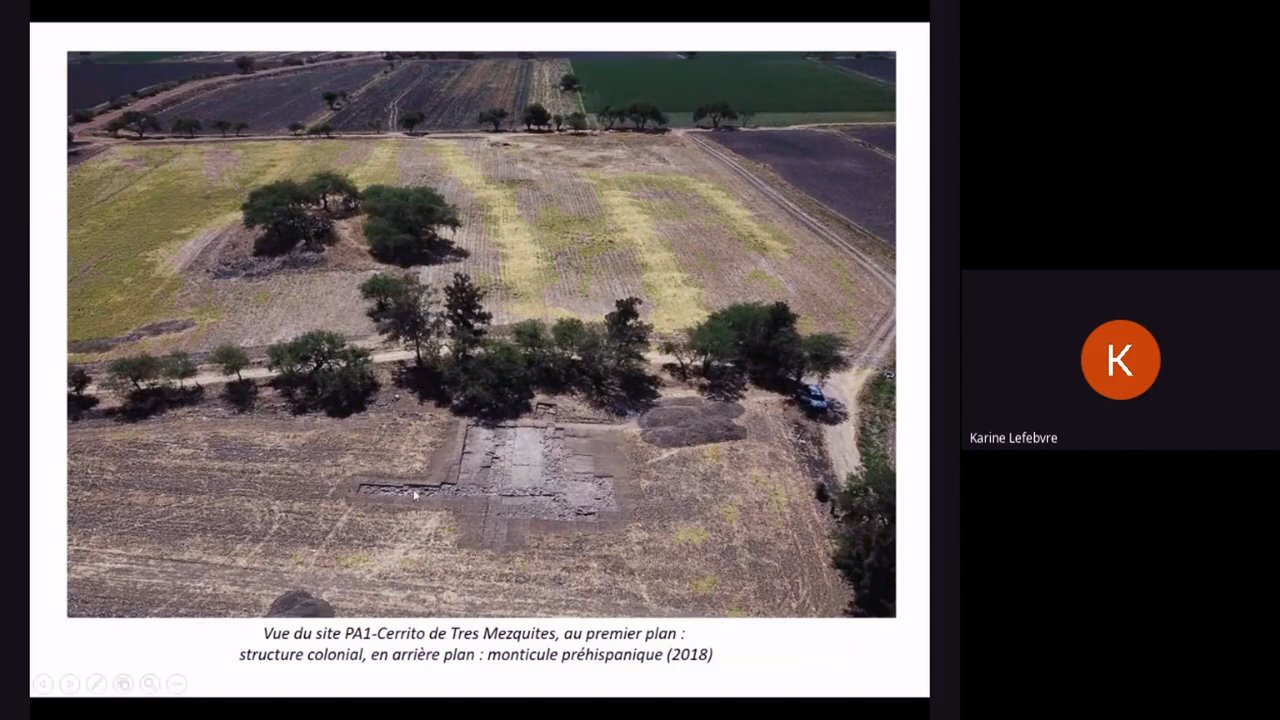 Vue du site PA1-Cerrito de Tres Mezquites, au premier plan :
structure colonial, en arrière plan : monticule préhispanique (2018)
K
Karine Lefebvre